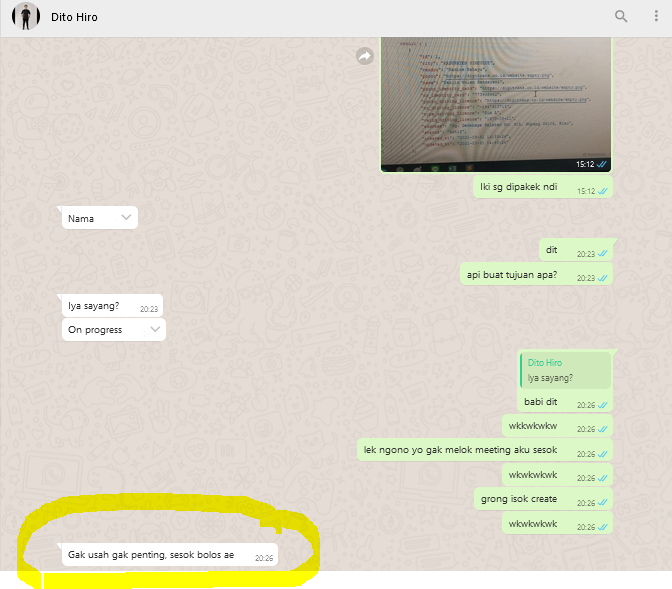 Dito Hiro
"id": 1,
15:12
Iki sg dipakek ndi
15:12
Nama
dit
20:23
api buat tujuan apa?
20:23
Iya sayang?
20:23
On progress
Dito Hiro
Iya sayang?
babi dit
20:26
wkkwkwkw
20:26
lek ngono yo gak melok meeting aku sesok
20:26
wkwkwkwk
20:26
grong isok create
20:26
wkwkwkwk
20:26
Gak usah gak penting, sesok bolos ae
20:26